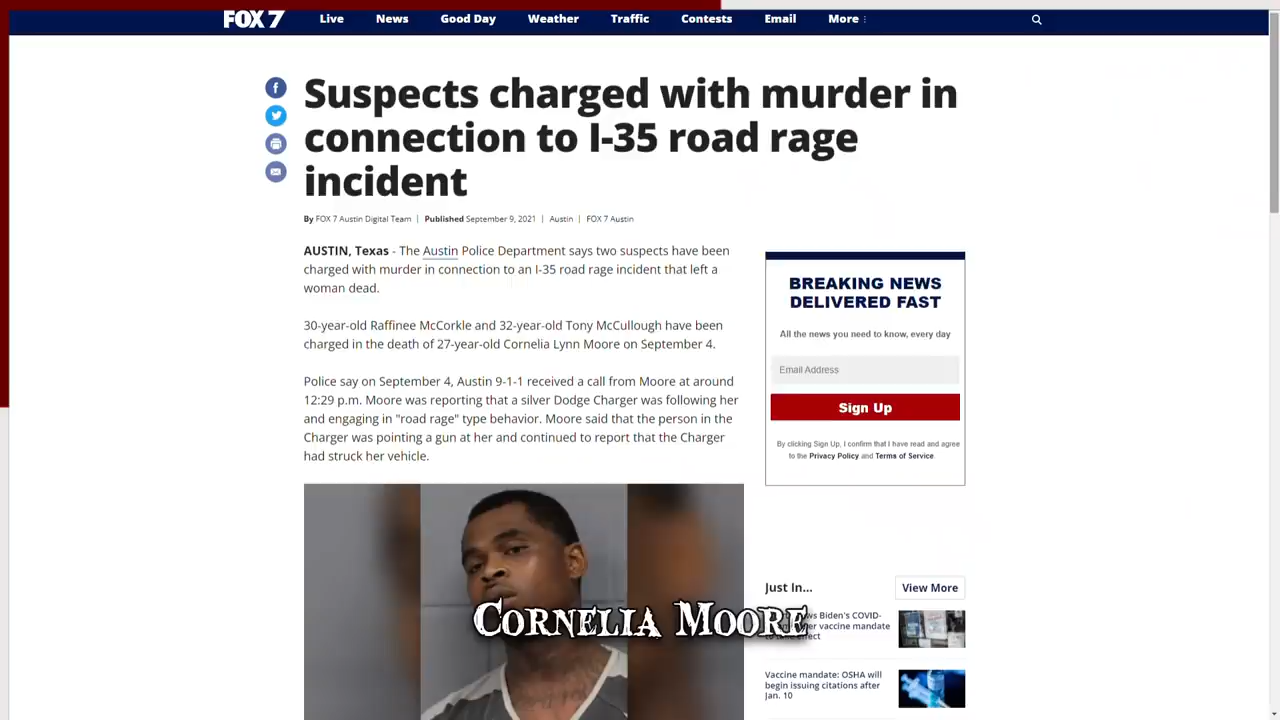 FOX 7 Live News Good Day Weather Traffic Contests Email More
Suspects charged with murder in
connection to I-35 road rage
incident
By FOX 7 Austin Digital Team | Published September 9, 2021 | Austin | FOX 7 Austin
AUSTIN, Texas - The Austin Police Department says two suspects have been
charged with murder in connection to an I-35 road rage incident that left a
woman dead.
30-year-old Raffinee McCorkle and 32-year-old Tony McCullough have been
charged in the death of 27-year-old Cornelia Lynn Moore on September 4.
Police say on September 4, Austin 9-1-1 received a call from Moore at around
12:29 p.m. Moore was reporting that a silver Dodge Charger was following her
and engaging in "road rage" type behavior. Moore said that the person in the
Charger was pointing a gun at her and continued to report that the Charger
had struck her vehicle.
BREAKING NEWS
DELIVERED FAST
All the news you need to know, every day
Email Address
Sign Up
By clicking Sign Up, I confirm that I have read and agree
to the Privacy Policy and Terms of Service.
Just In...
View More
Biden's COVID-
vaccine mandate
Vaccine mandate: OSHA will
begin issuing citations after
Jan. 10
CORNELIA MOORE